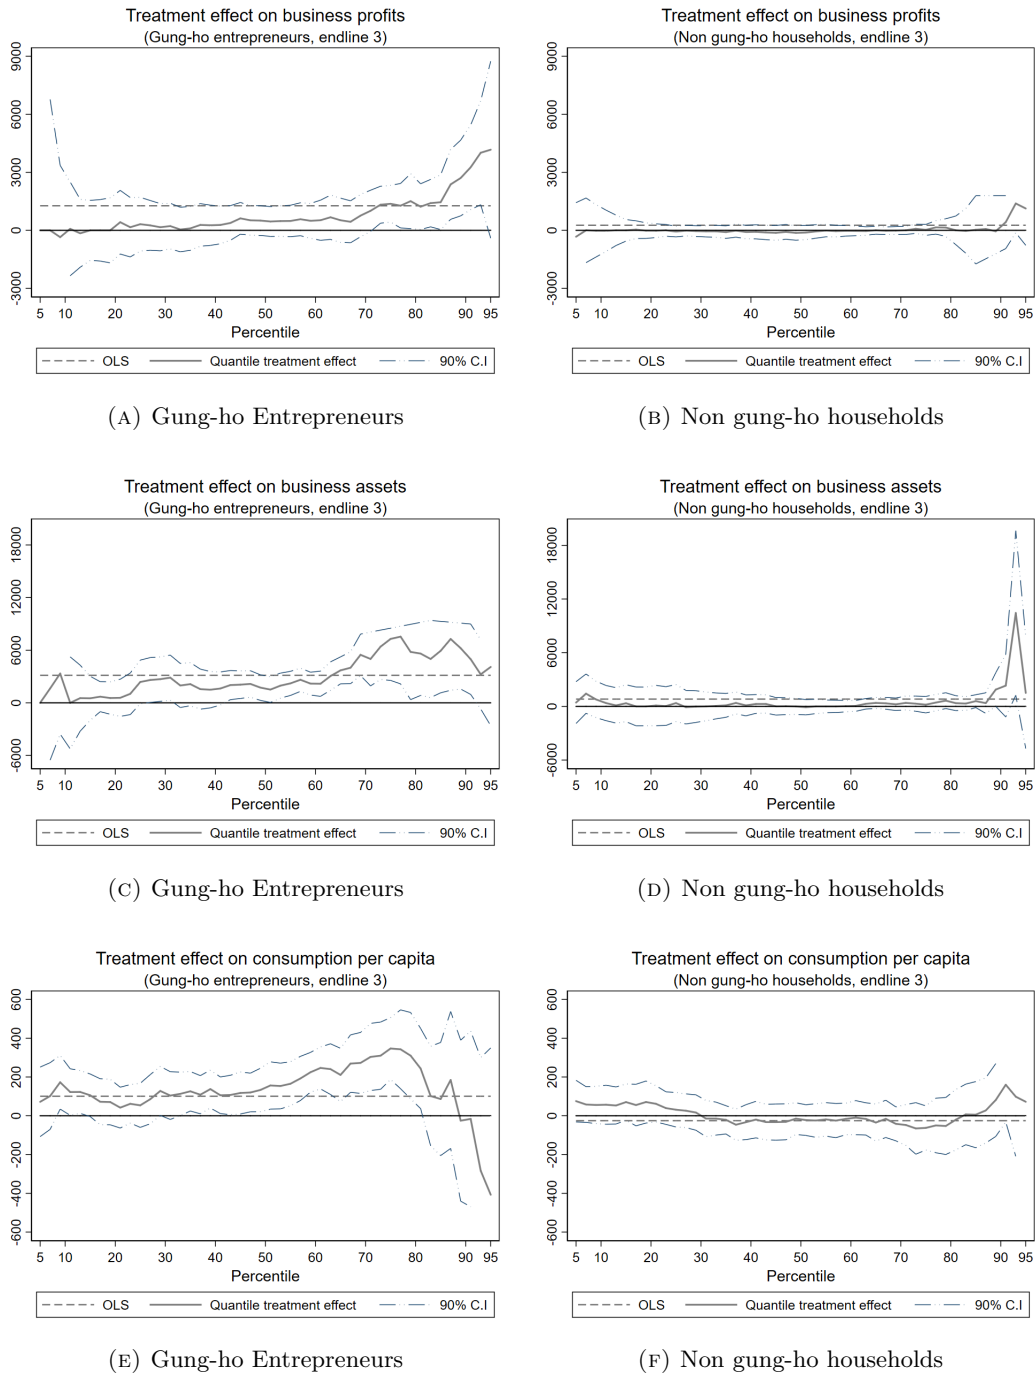 Treatment effect on business profits
(Gung-ho entrepreneurs, endline 3)
9000
6000
3000
0
-3000
5 10 20 30 40 50 60 70 80 90 95
Percentile
OLS Quantile treatment effect 90% C.I
(A) Gung-ho Entrepreneurs
Treatment effect on business profits
(Non gung-ho households, endline 3)
9000
6000
3000
0
-3000
5 10 20 30 40 50 60 70 80 90 95
Percentile
OLS Quantile treatment effect 90% C.I
(B) Non gung-ho households
Treatment effect on business assets
(Gung-ho entrepreneurs, endline 3)
18000
12000
6000
0
-6000
5 10 20 30 40 50 60 70 80 90 95
Percentile
OLS Quantile treatment effect 90% C.I
(C) Gung-ho Entrepreneurs
Treatment effect on business assets
(Non gung-ho households, endline 3)
18000
12000
6000
0
-6000
5 10 20 30 40 50 60 70 80 90 95
Percentile
OLS Quantile treatment effect 90% C.I
(D) Non gung-ho households
Treatment effect on consumption per capita
(Gung-ho entrepreneurs, endline 3)
600
400
200
0
-200
-400
-600
5 10 20 30 40 50 60 70 80 90 95
Percentile
OLS Quantile treatment effect 90% C.I
(E) Gung-ho Entrepreneurs
Treatment effect on consumption per capita
(Non gung-ho households, endline 3)
600
400
200
0
-200
-400
-600
5 10 20 30 40 50 60 70 80 90 95
Percentile
OLS Quantile treatment effect 90% C.I
(F) Non gung-ho households